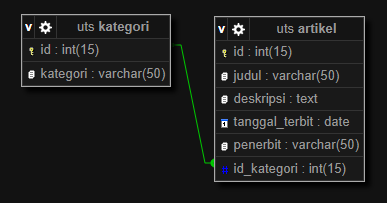 v uts kategori
id : int(15)
kategori : varchar(50)
v uts artikel
id : int(15)
judul : varchar(50)
deskripsi : text
tanggal_terbit : date
penerbit : varchar(50)
id_kategori : int(15)